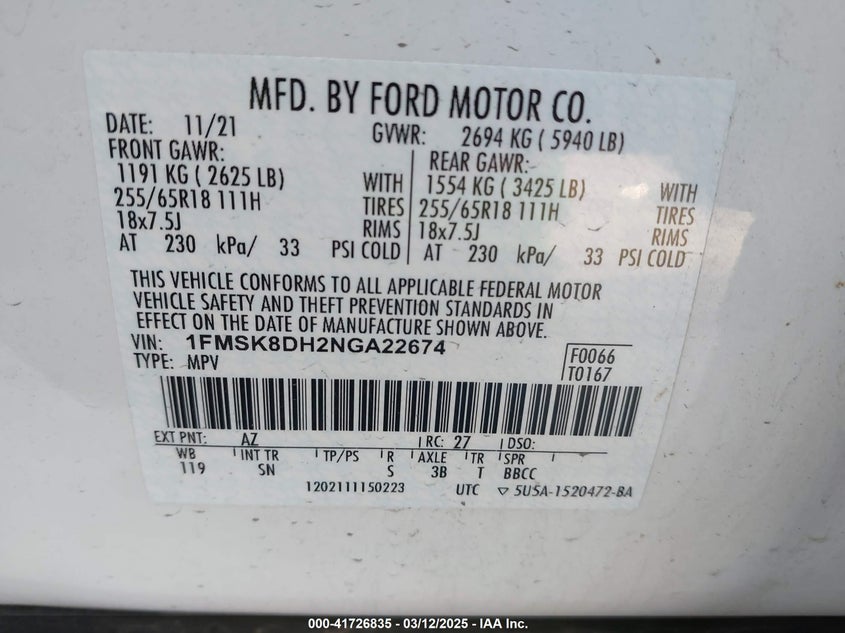 MFD. BY FORD MOTOR CO.
DATE: 11/21 GVWR: 2694 KG ( 5940 LB)
FRONT GAWR: REAR GAWR:
1191 KG ( 2625 LB) WITH 1554 KG ( 3425 LB) WITH
255/65R18 111H TIRES 255/65R18 111H TIRES
18x7.5J RIMS 18x7.5J RIMS
AT 230 kPa/ 33 PSI COLD AT 230 kPa/ 33 PSI COLD
THIS VEHICLE CONFORMS TO ALL APPLICABLE FEDERAL MOTOR
VEHICLE SAFETY AND THEFT PREVENTION STANDARDS IN
EFFECT ON THE DATE OF MANUFACTURE SHOWN ABOVE.
VIN: 1FMSK8DH2NGA22674 F0066
TYPE: MPV T0167
EXT PNT: AZ RC: 27 DSO:
WB INT TR TP/PS R AXLE TR SPR
119 SN S 3B T BBCC
1202111150223 UTC ▽ 5U5A-1520472-BA
000-41726835 - 03/12/2025 - IAA Inc.